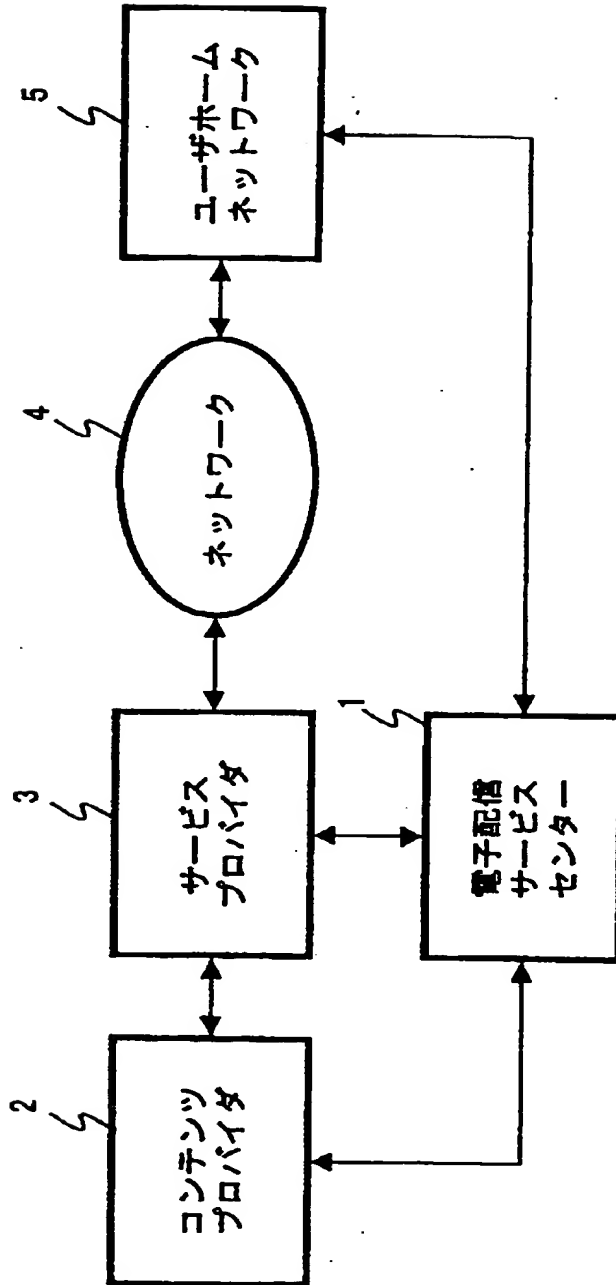 2
コンテンツ
プロバイダ
3
サービス
プロバイダ
4
ネットワーク
5
ユーザホーム
ネットワーク
1
電子配信
サービス
センター